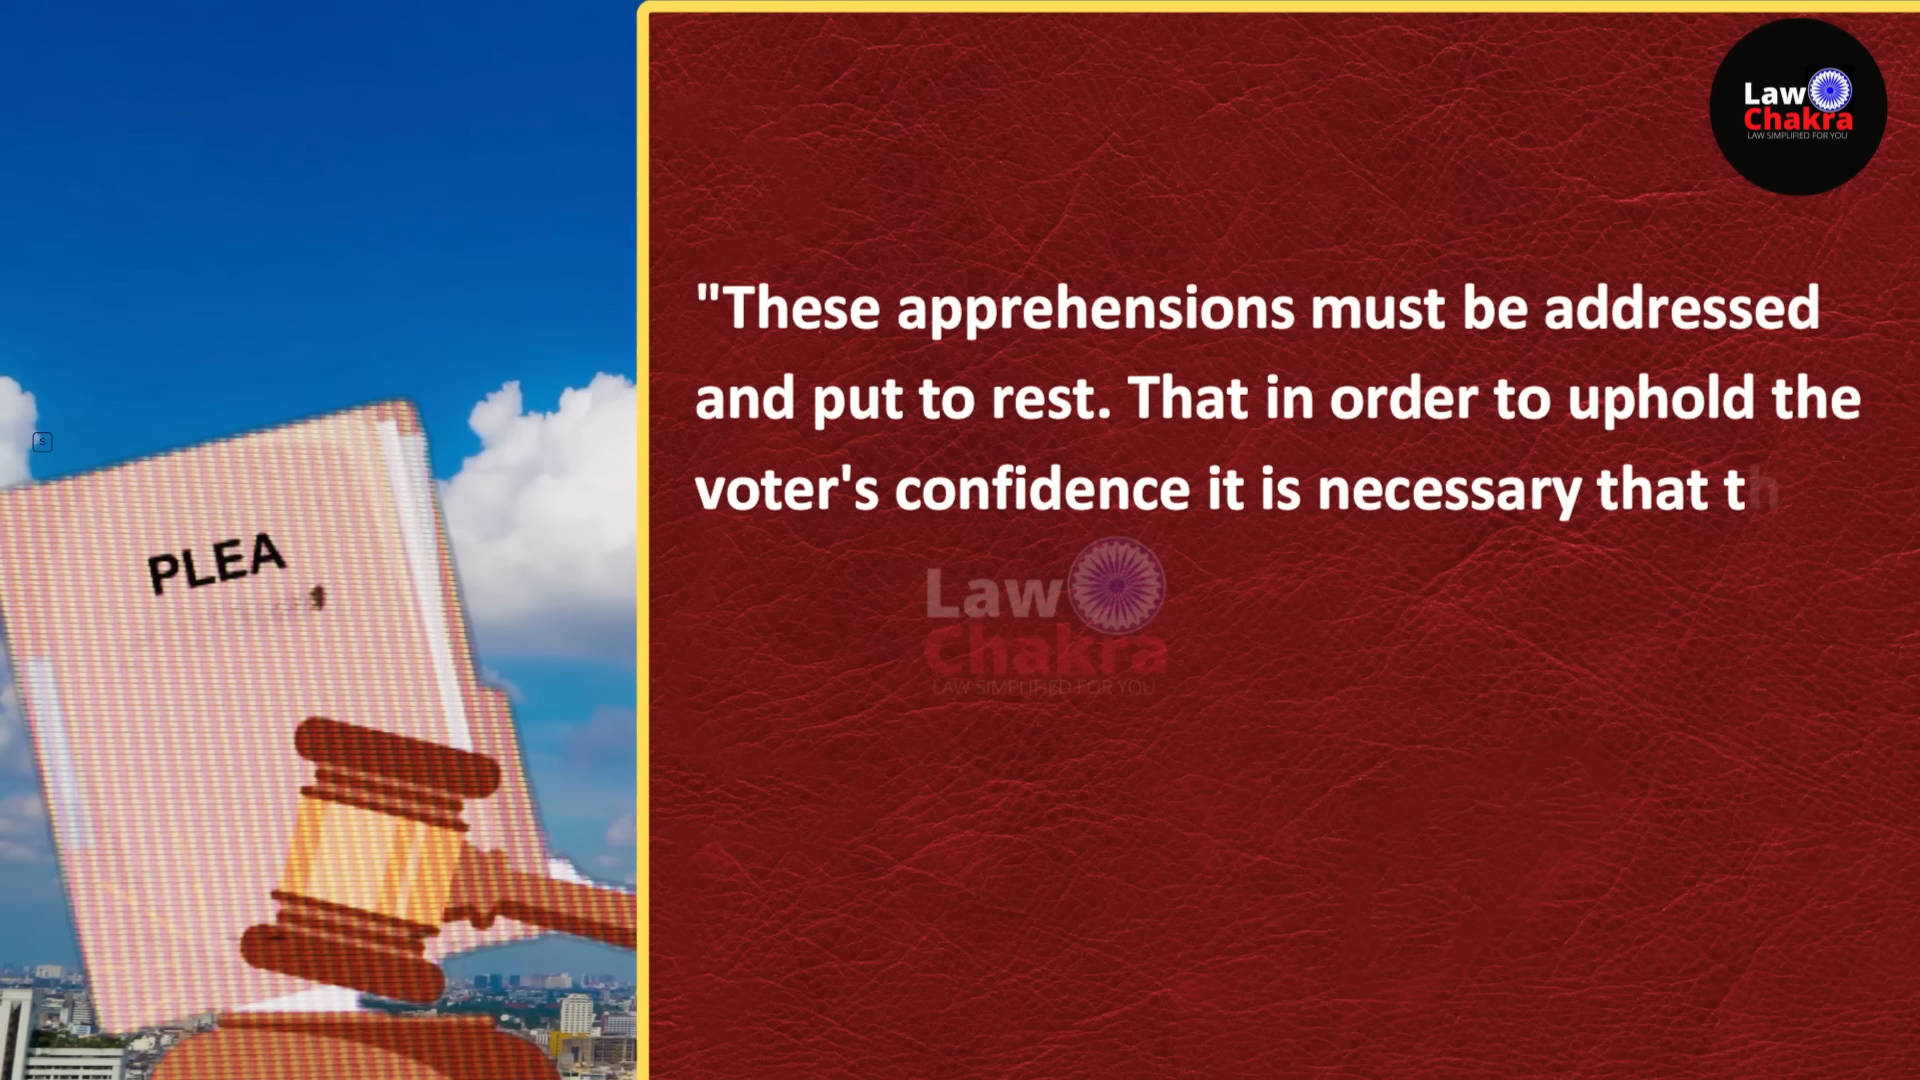 Law
Chakra
LAW SIMPLIFIED FOR YOU
"These apprehensions must be addressed
and put to rest. That in order to uphold the
voter's confidence it is necessary that th
S
PLEA
Law
Chakra
LAW SIMPLIFIED FOR YOU